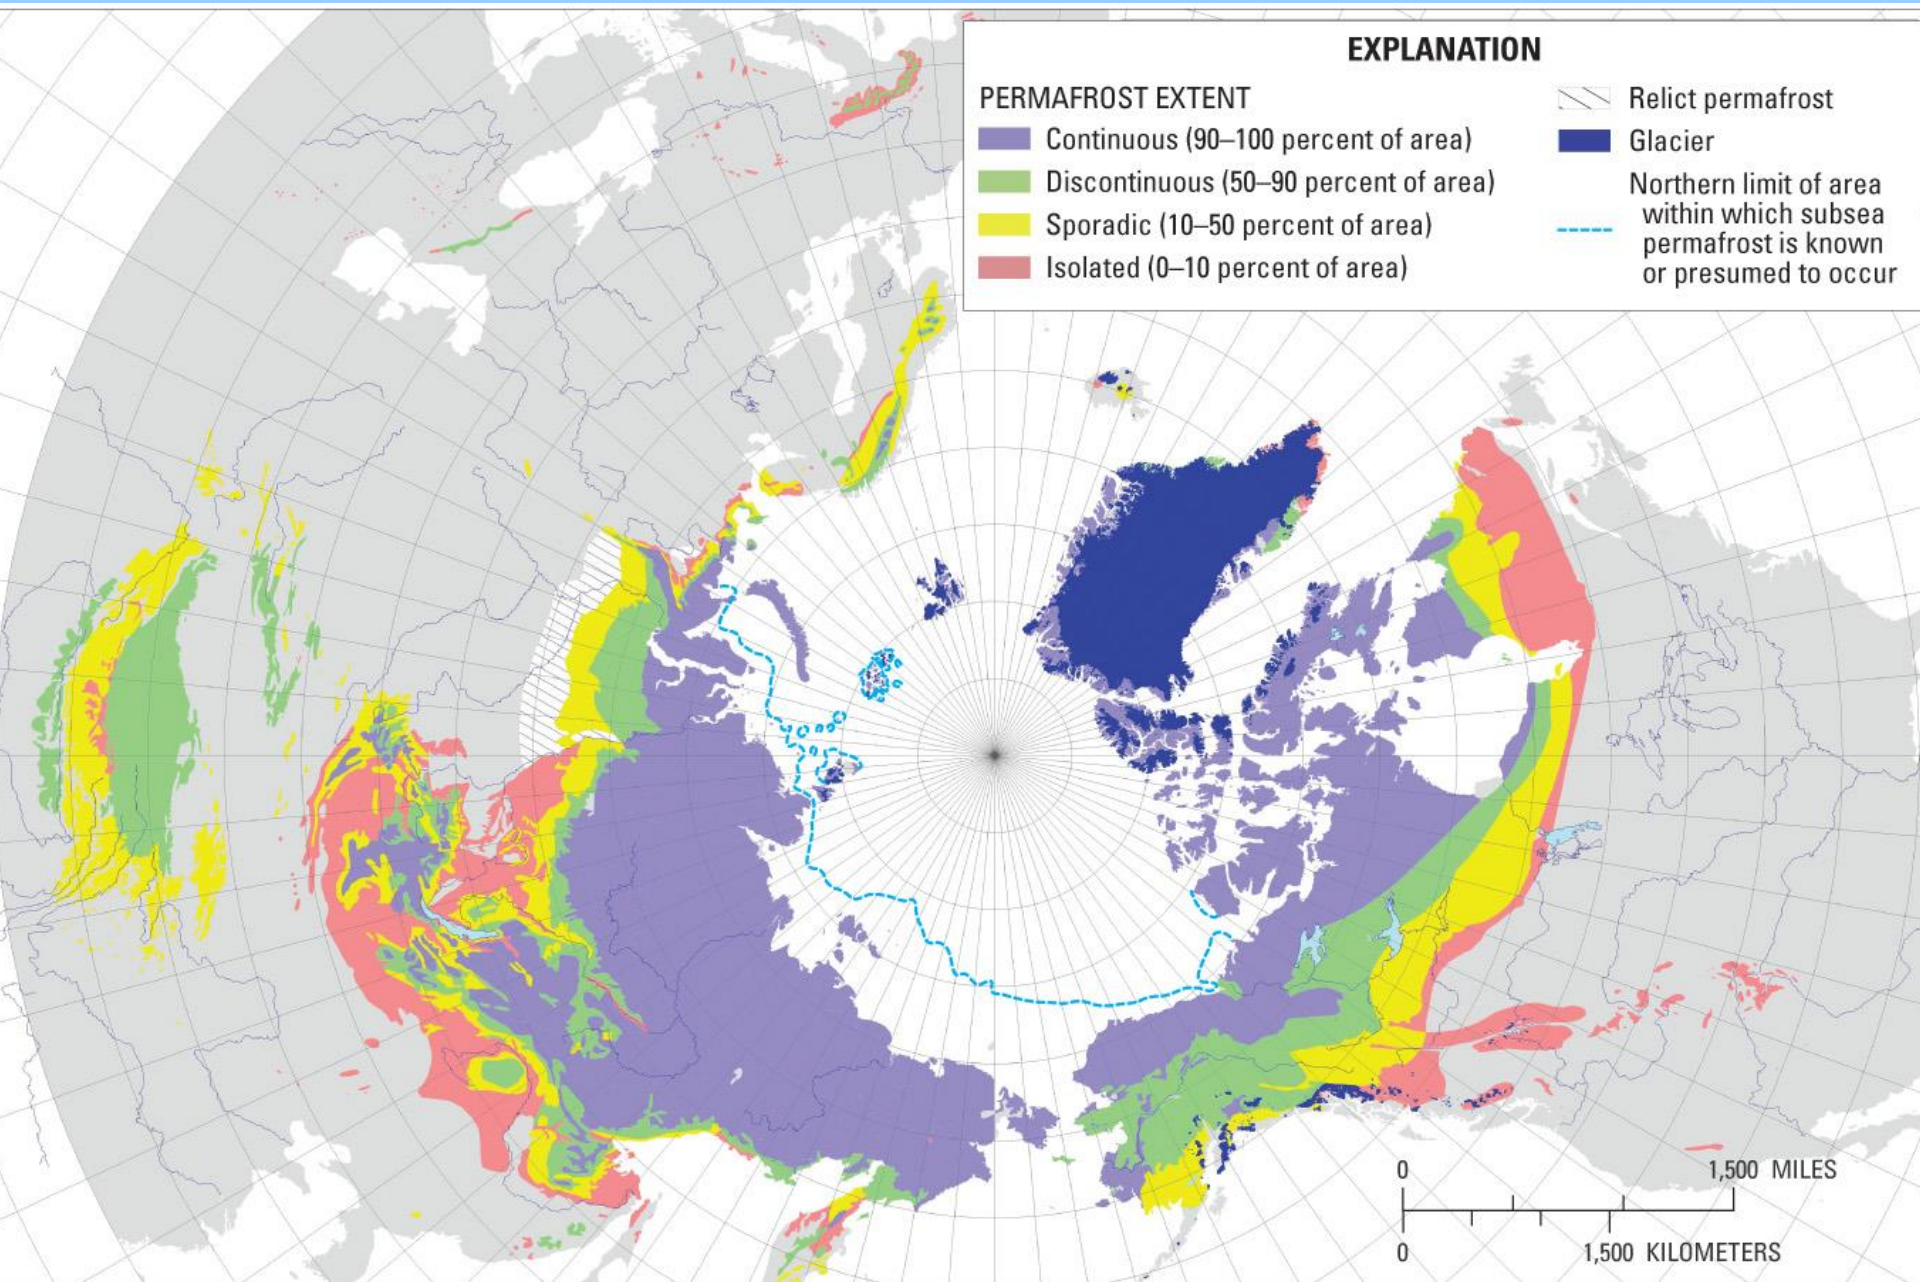 EXPLANATION
PERMAFROST EXTENT
Continuous (90–100 percent of area)
Discontinuous (50–90 percent of area)
Sporadic (10–50 percent of area)
Isolated (0–10 percent of area)
Relict permafrost
Glacier
Northern limit of area
within which subsea
permafrost is known
or presumed to occur
0 1,500 MILES
0 1,500 KILOMETERS